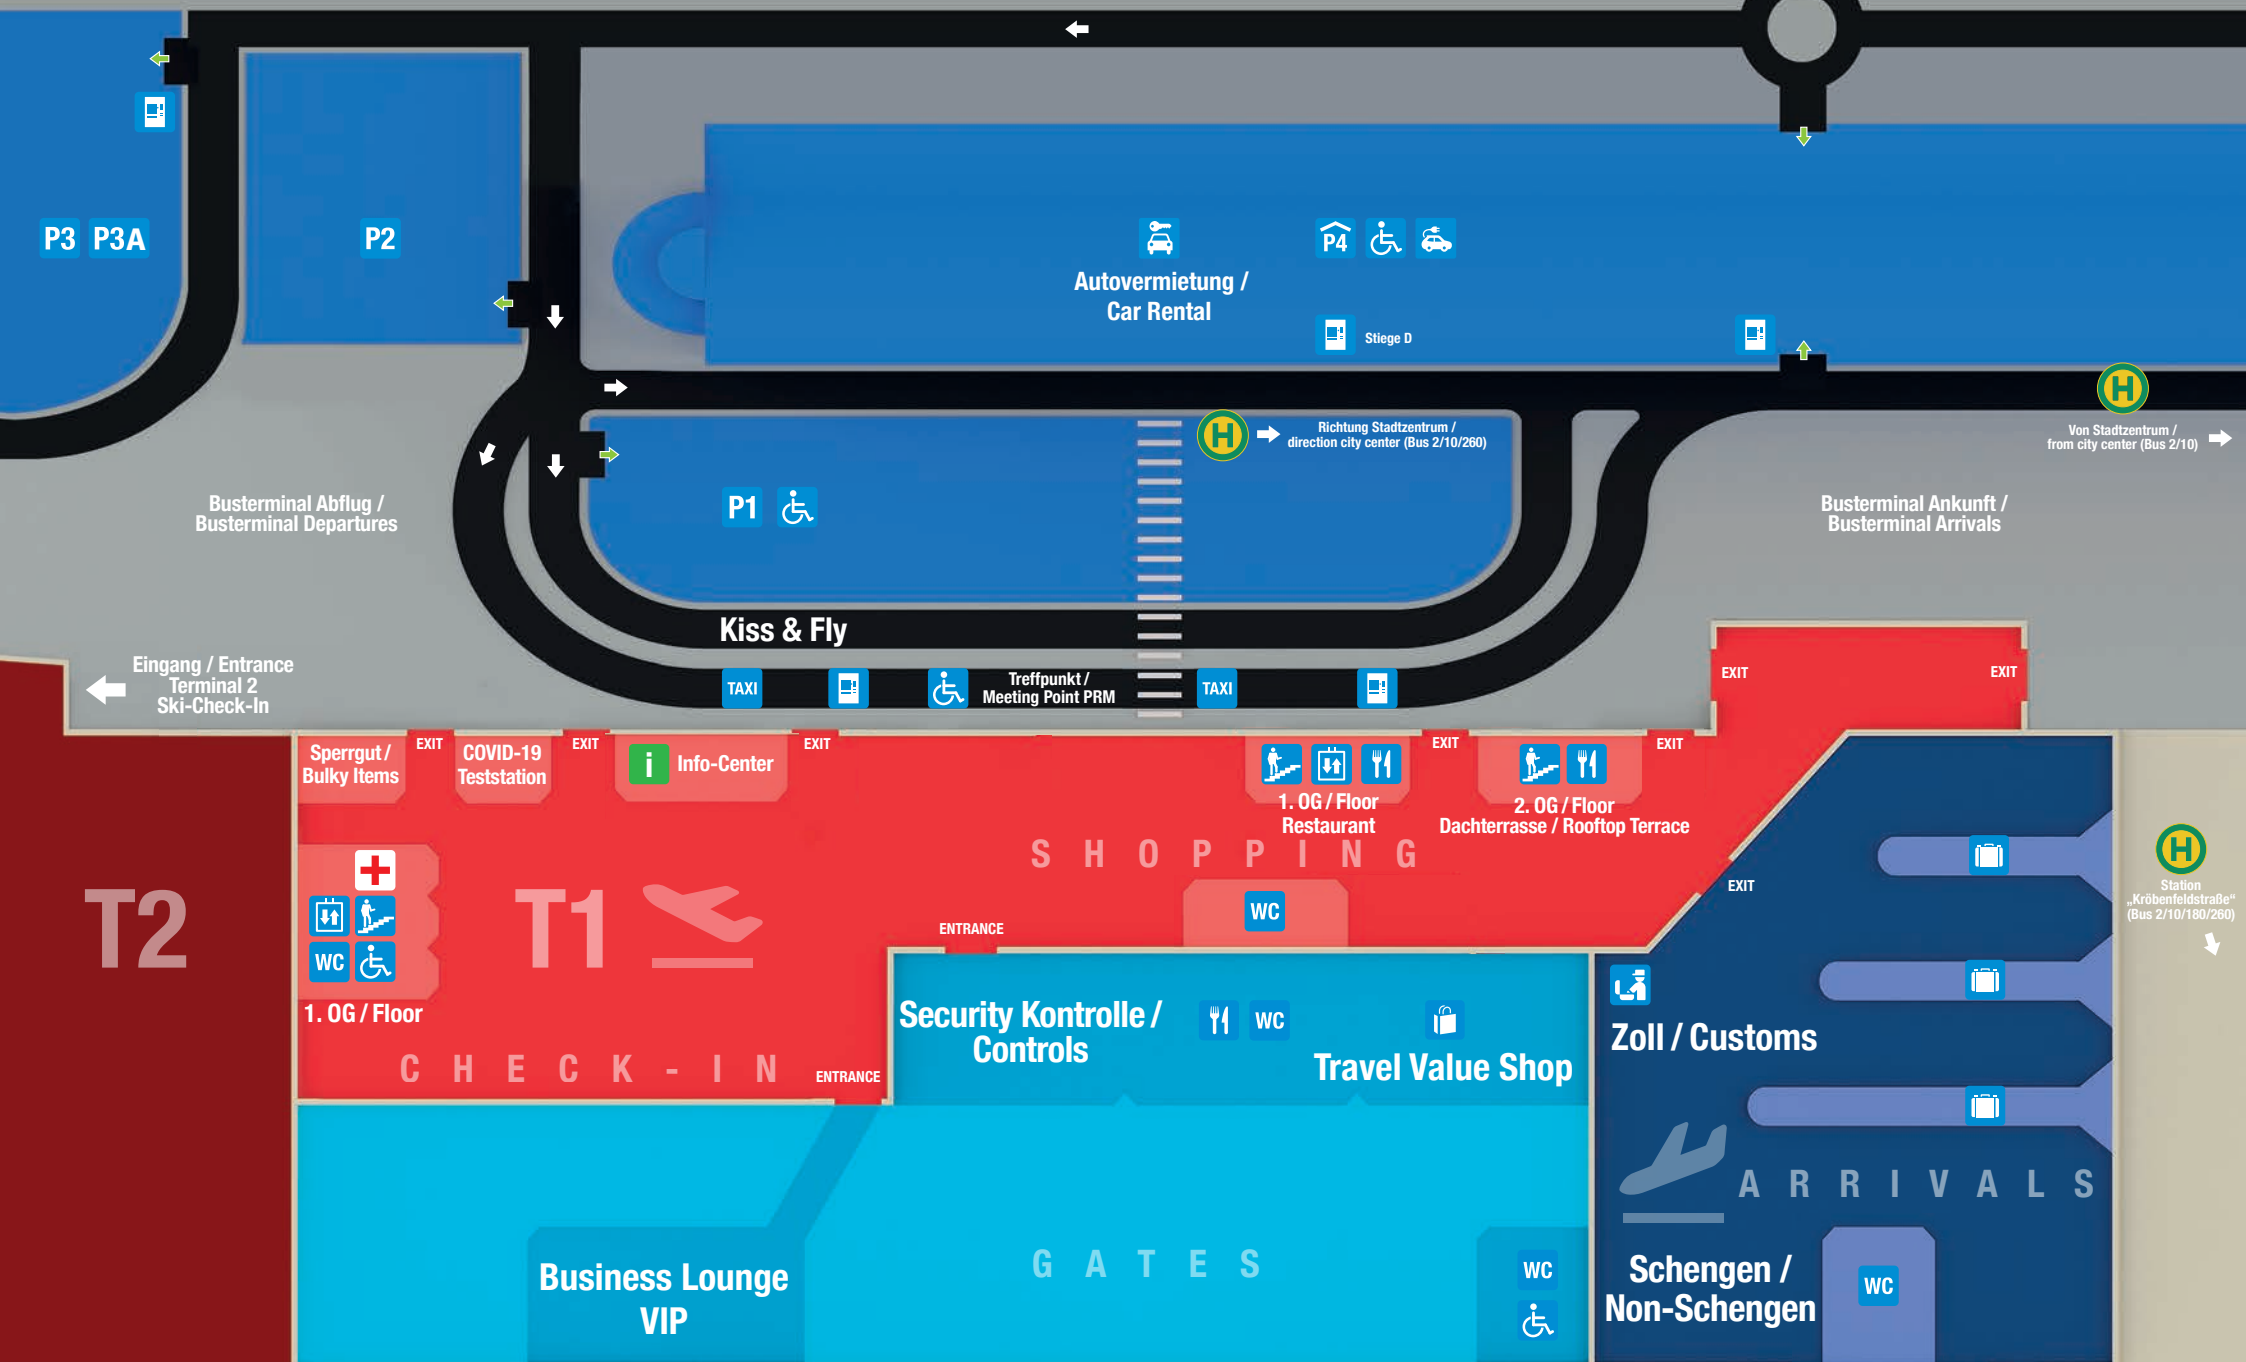 P3 P3A
P2
P4
Autovermietung /
Car Rental
Stiege D
H
H
Richtung Stadtzentrum /
direction city center (Bus 2/10/260)
Von Stadtzentrum /
from city center (Bus 2/10)
Busterminal Abflug /
Busterminal Departures
P1
Busterminal Ankunft /
Busterminal Arrivals
Kiss & Fly
Eingang / Entrance
Terminal 2
Ski-Check-In
TAXI
Treffpunkt /
Meeting Point PRM
TAXI
EXIT
EXIT
Sperrgut /
Bulky Items
EXIT
COVID-19
Teststation
EXIT
i Info-Center
EXIT
EXIT
EXIT
1. OG / Floor
Restaurant
2. OG / Floor
Dachterrasse / Rooftop Terrace
SHOPPING
H
Station
„Kröbenfeldstraße“
(Bus 2/10/180/260)
EXIT
T2
T1
WC
ENTRANCE
WC
1. OG / Floor
Security Kontrolle /
Controls
WC
Travel Value Shop
Zoll / Customs
CHECK-IN
ENTRANCE
ARRIVALS
GATES
Business Lounge
VIP
WC
Schengen /
Non-Schengen
WC